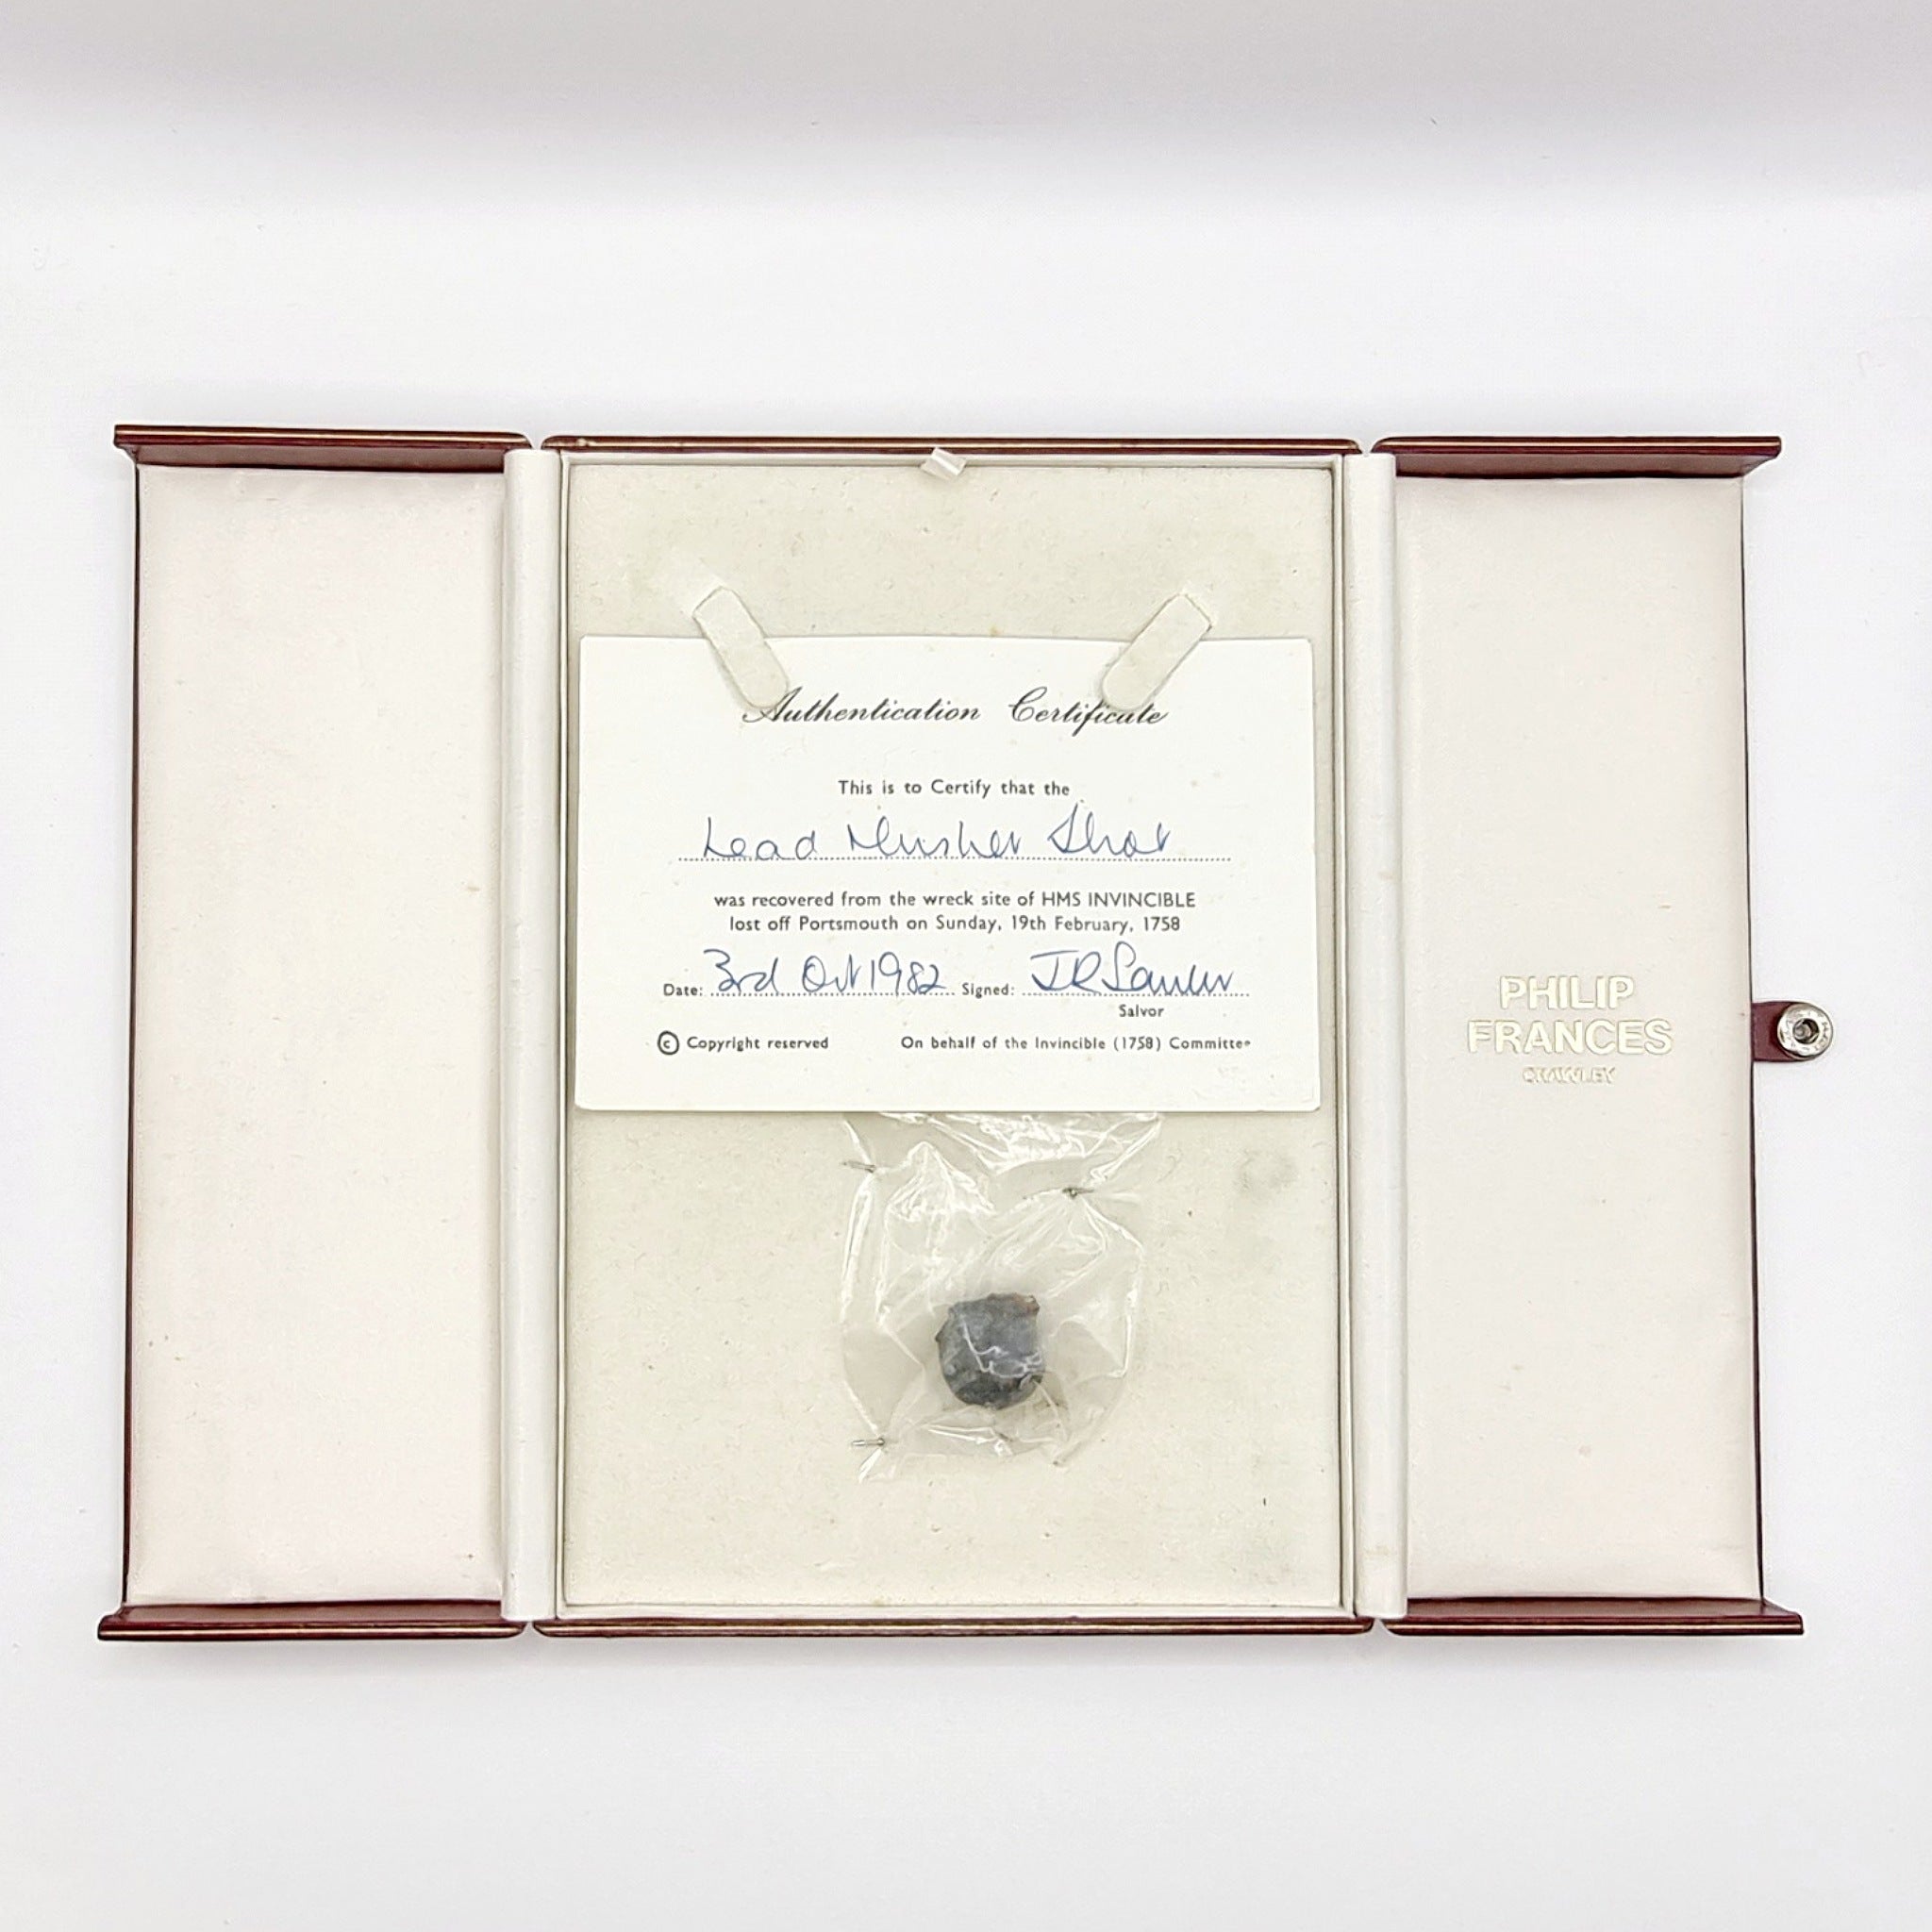 Authentication Certificate
This is to Certify that the
Lead Musket Shot
was recovered from the wreck site of HMS INVINCIBLE
lost off Portsmouth on Sunday, 19th February, 1758
Date: 3rd Oct 1982 Signed:
Salvor
© Copyright reserved On behalf of the Invincible (1758) Committee
PHILIP
FRANCES
CRAWLEY